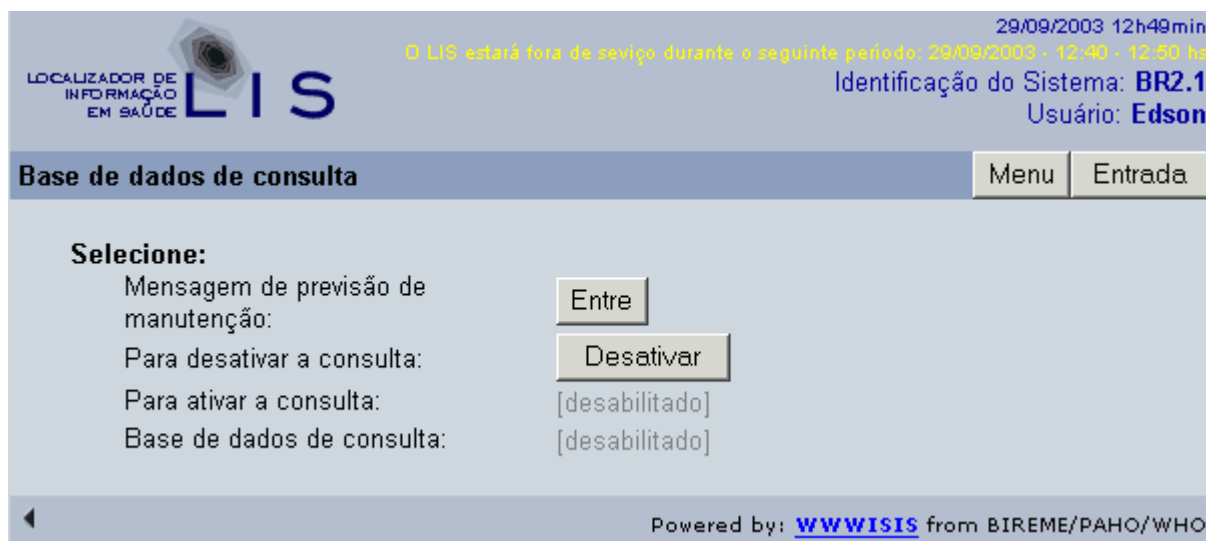 29/09/2003 12h49min
O LIS estará fora de seviço durante o seguinte período: 29/09/2003 - 12:40 - 12:50 hs
LOCALIZADOR DE
INFORMAÇÃO
EM SAÚDE
LIS
Identificação do Sistema: BR2.1
Usuário: Edson
Base de dados de consulta
Menu
Entrada
Selecione:
Mensagem de previsão de
manutenção:
Entre
Para desativar a consulta:
Desativar
Para ativar a consulta:
[desabilitado]
Base de dados de consulta:
[desabilitado]
Powered by: WWWISIS from BIREME/PAHO/WHO